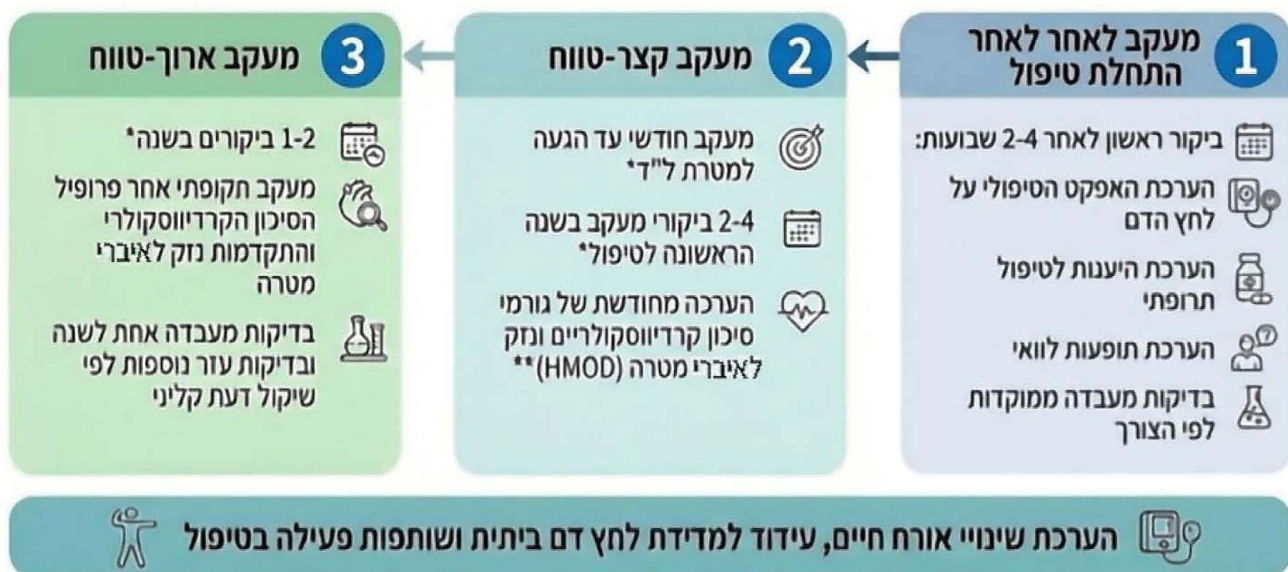 1
מעקב לאחר לאחר
התחלת טיפול
ביקור ראשון לאחר 2-4 שבועות:
הערכת האפקט הטיפולי על
לחץ הדם
הערכת היענות לטיפול
תרופתי
הערכת תופעות לוואי
בדיקות מעבדה ממוקדות
לפי הצורך
2
מעקב קצר-טווח
מעקב חודשי עד הגעה
למטרת ל"ד*
2-4 ביקורי מעקב בשנה
הראשונה לטיפול*
הערכה מחודשת של גורמי
סיכון קרדיווסקולריים ונזק
לאיברי מטרה (HMOD)**
3
מעקב ארוך-טווח
1-2 ביקורים בשנה*
מעקב תקופתי אחר פרופיל
הסיכון הקרדיווסקולרי
והתקדמות נזק לאיברי
מטרה
בדיקות מעבדה אחת לשנה
ובדיקות עזר נוספות לפי
שיקול דעת קליני
הערכת שינויי אורח חיים, עידוד למדידת לחץ דם ביתית ושותפות פעילה בטיפול